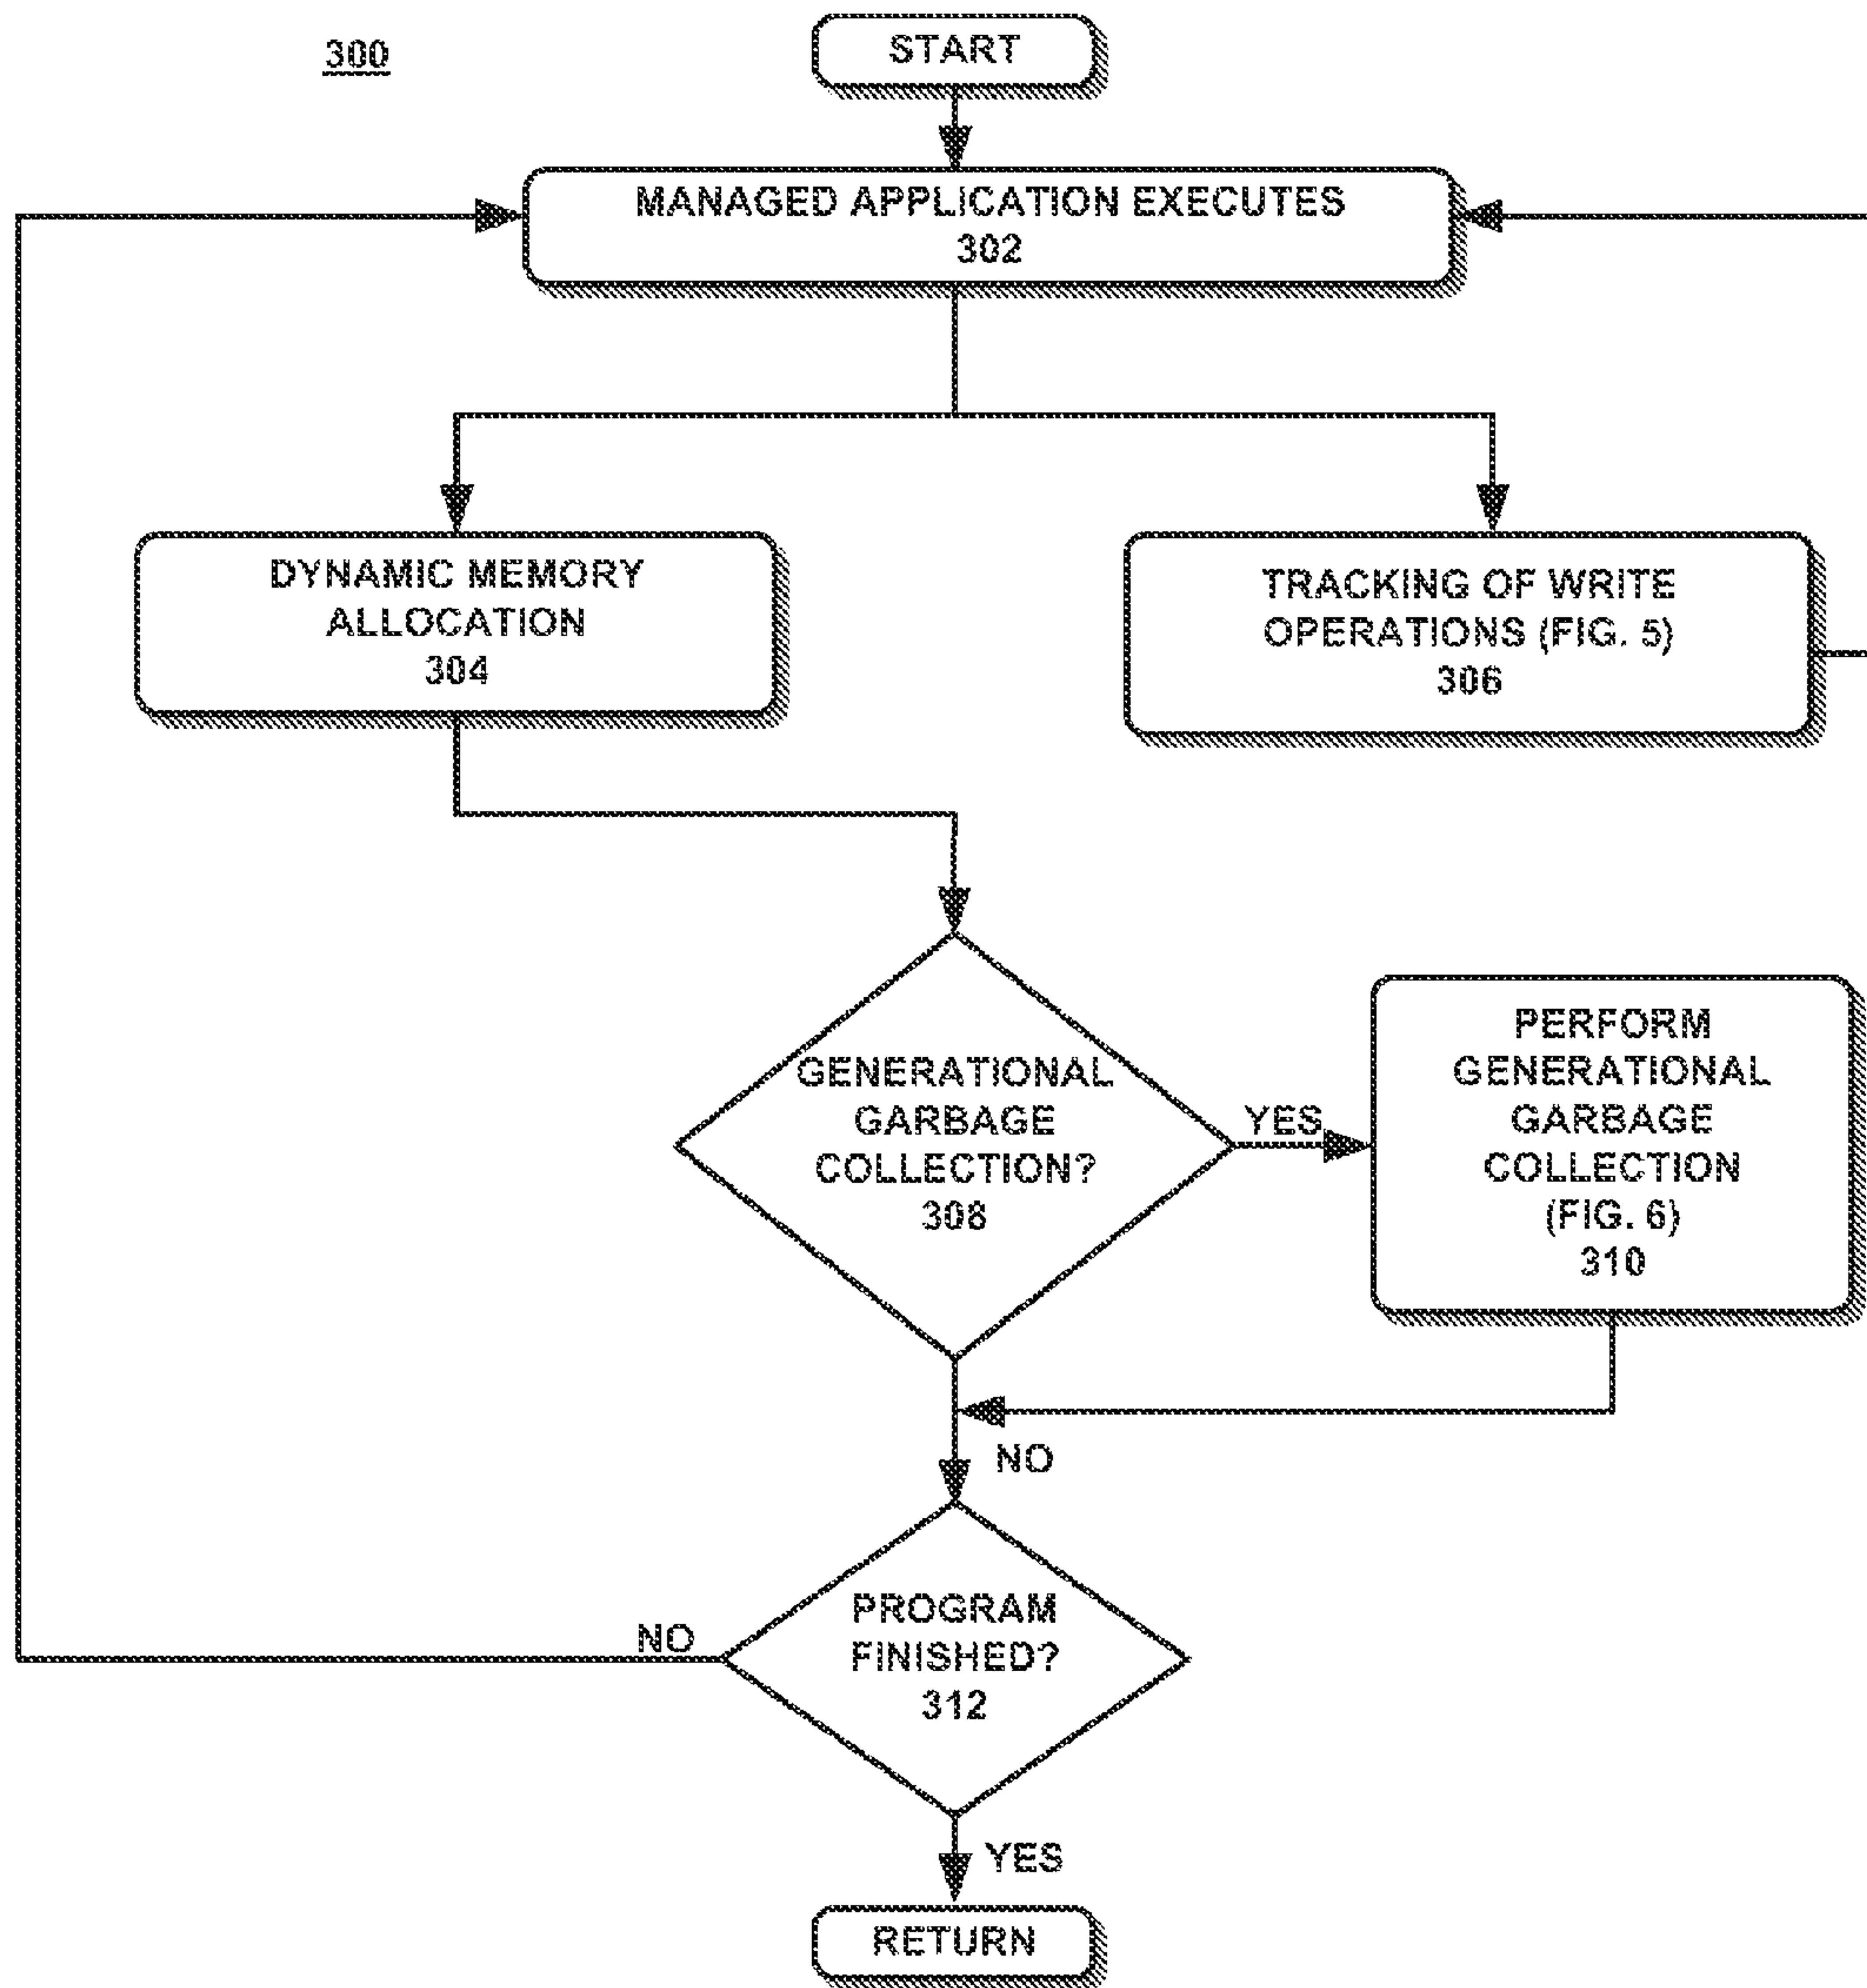 300
START
MANAGED APPLICATION EXECUTES
302
DYNAMIC MEMORY
ALLOCATION
304
TRACKING OF WRITE
OPERATIONS (FIG. 5)
306
GENERATIONAL
GARBAGE
COLLECTION?
308
YES
PERFORM
GENERATIONAL
GARBAGE
COLLECTION
(FIG. 6)
310
NO
PROGRAM
FINISHED?
312
NO
YES
RETURN